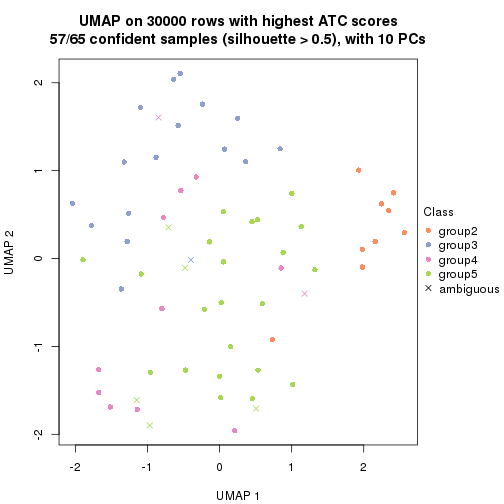 UMAP on 30000 rows with highest ATC scores
57/65 confident samples (silhouette > 0.5), with 10 PCs
2
1
0
-1
-2
UMAP 2
-2
-1
0
1
2
UMAP 1
Class
group2
group3
group4
group5
ambiguous